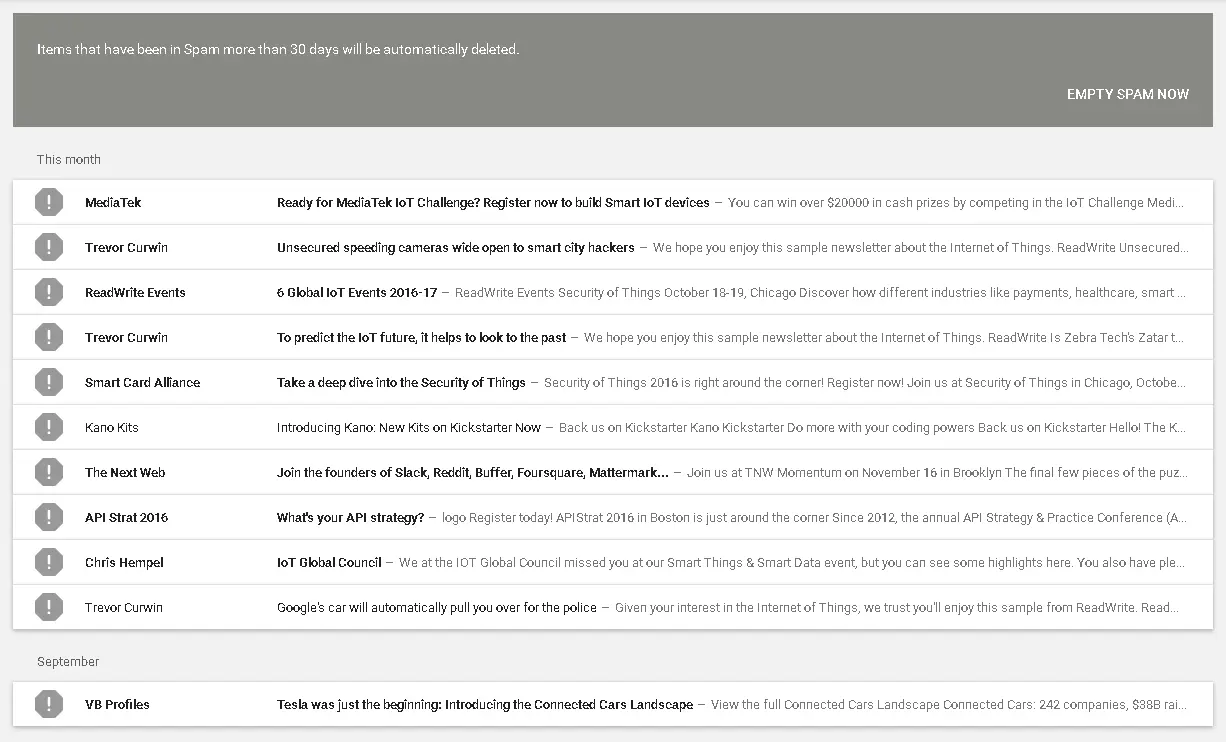 Items that have been in Spam more than 30 days will be automatically deleted.
EMPTY SPAM NOW
This month
MediaTek Ready for MediaTek IoT Challenge? Register now to build Smart IoT devices – You can win over $20000 in cash prizes by competing in the IoT Challenge Medi...
Trevor Curwin Unsecured speeding cameras wide open to smart city hackers – We hope you enjoy this sample newsletter about the Internet of Things. ReadWrite Unsecured...
ReadWrite Events 6 Global IoT Events 2016-17 – ReadWrite Events Security of Things October 18-19, Chicago Discover how different industries like payments, healthcare, smart ...
Trevor Curwin To predict the IoT future, it helps to look to the past – We hope you enjoy this sample newsletter about the Internet of Things. ReadWrite Is Zebra Tech's Zatar t...
Smart Card Alliance Take a deep dive into the Security of Things – Security of Things 2016 is right around the corner! Register now! Join us at Security of Things in Chicago, Octobe...
Kano Kits Introducing Kano: New Kits on Kickstarter Now – Back us on Kickstarter Kano Kickstarter Do more with your coding powers Back us on Kickstarter Hello! The K...
The Next Web Join the founders of Slack, Reddit, Buffer, Foursquare, Mattermark... – Join us at TNW Momentum on November 16 in Brooklyn The final few pieces of the puz...
API Strat 2016 What's your API strategy? – logo Register today! APIStrat 2016 in Boston is just around the corner Since 2012, the annual API Strategy & Practice Conference (A...
Chris Hempel IoT Global Council – We at the IOT Global Council missed you at our Smart Things & Smart Data event, but you can see some highlights here. You also have ple...
Trevor Curwin Google's car will automatically pull you over for the police – Given your interest in the Internet of Things, we trust you'll enjoy this sample from ReadWrite. Read...
September
VB Profiles Tesla was just the beginning: Introducing the Connected Cars Landscape – View the full Connected Cars Landscape Connected Cars: 242 companies, $38B rai...